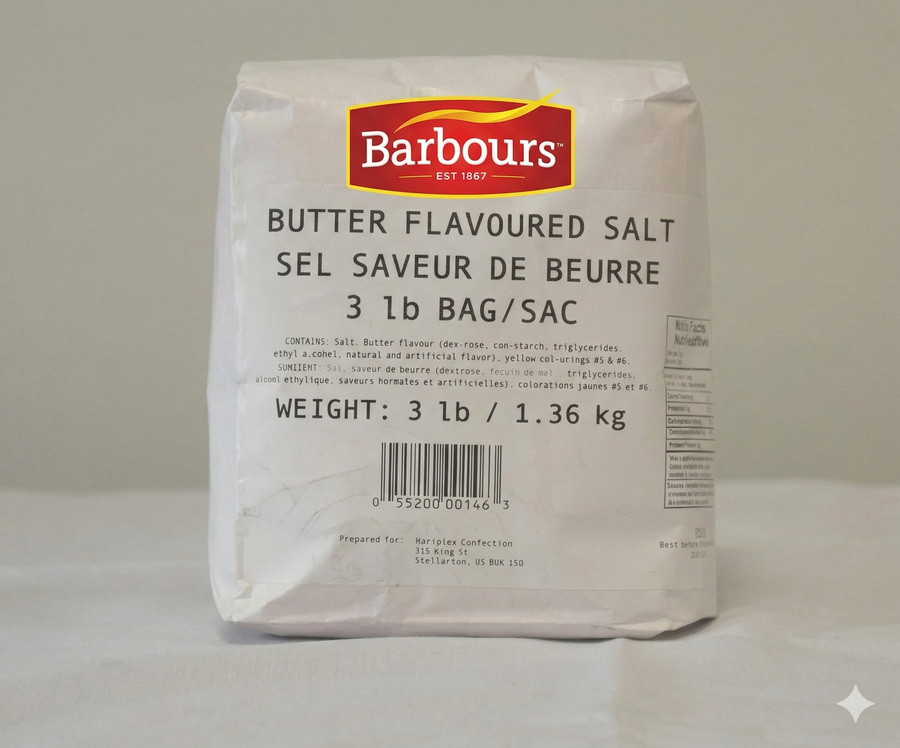 Barbours™
EST 1867
BUTTER FLAVOURED SALT
SEL SAVEUR DE BEURRE
3 lb BAG/SAC
CONTAINS: Salt. Butter flavour (dex-rose, con-starch, triglycerides.
ethyl a.cohel, natural and artificial flavor), yellow col-urings #5 & #6.
SUMIIENT: Sal, saveur de beurre (dextrose, fecuin de mat.. triglycerides.
alcool ethylique, saveurs hormates et artificielles). colorations jaunes #5 et #6.
WEIGHT: 3 lb / 1.36 kg
0 55200 00146 3
Prepared for: Hariplex Confection
315 King St
Stellarton, US BUK 15D
Facts
Best before